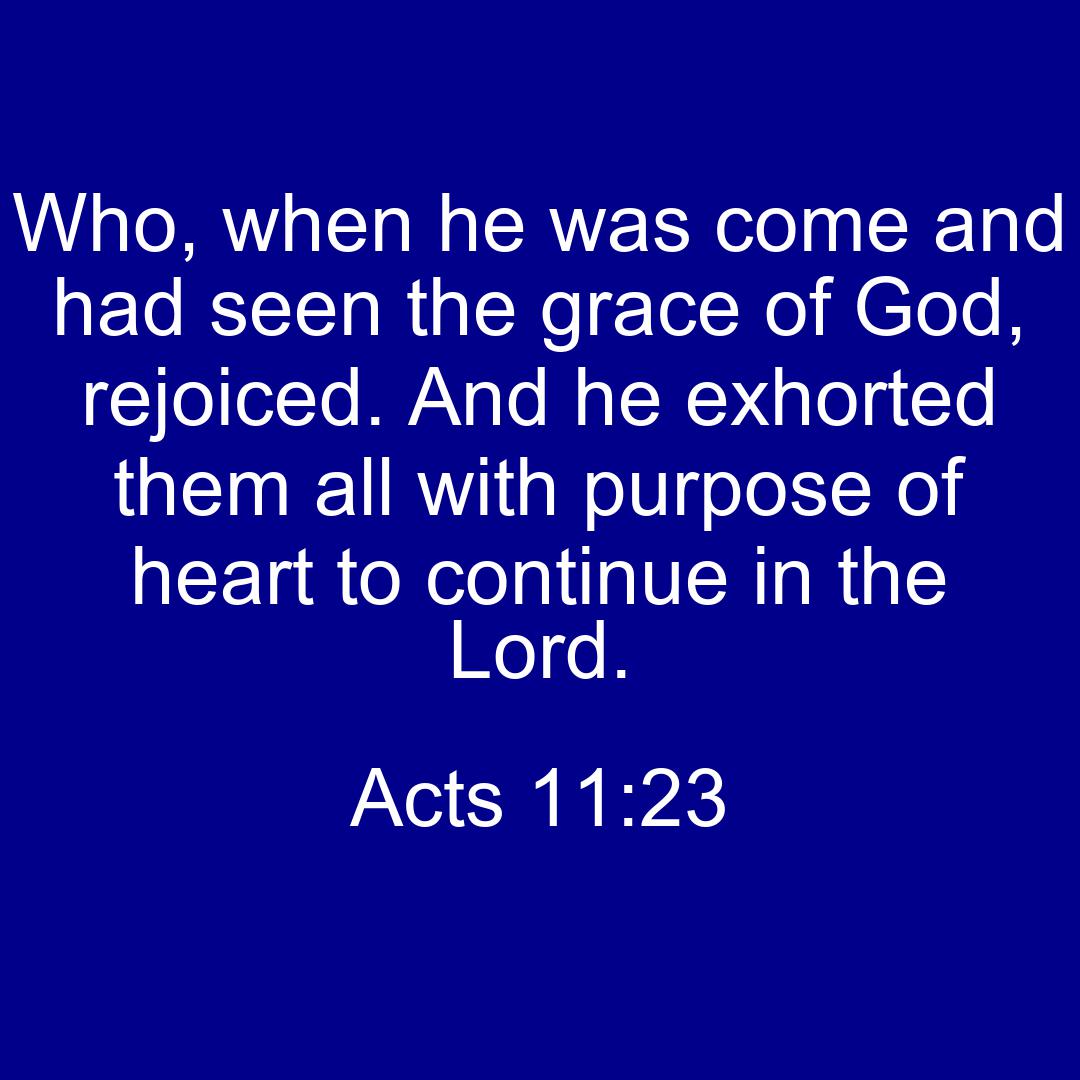 Who, when he was come and
had seen the grace of God,
rejoiced. And he exhorted
them all with purpose of
heart to continue in the
Lord.
Acts 11:23